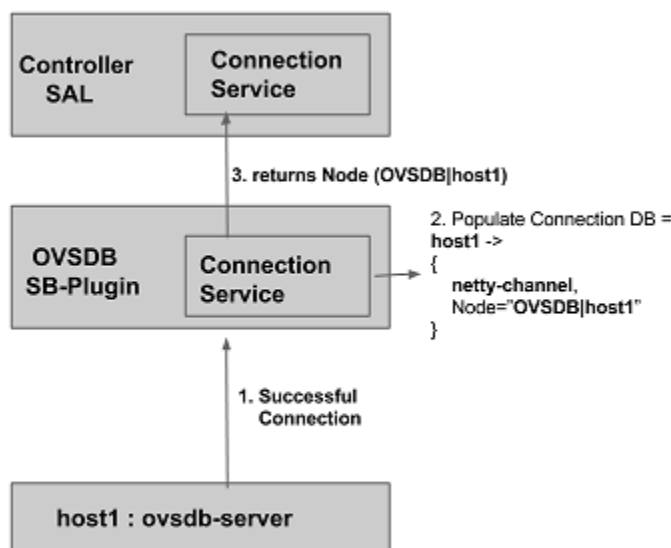 Controller
SAL
Connection
Service
3. returns Node (OVSDB|host1)
OVSDB
SB-Plugin
Connection
Service
2. Populate Connection DB =
host1 ->
{
netty-channel,
Node="OVSDB|host1"
}
1. Successful
Connection
host1 : ovsdb-server